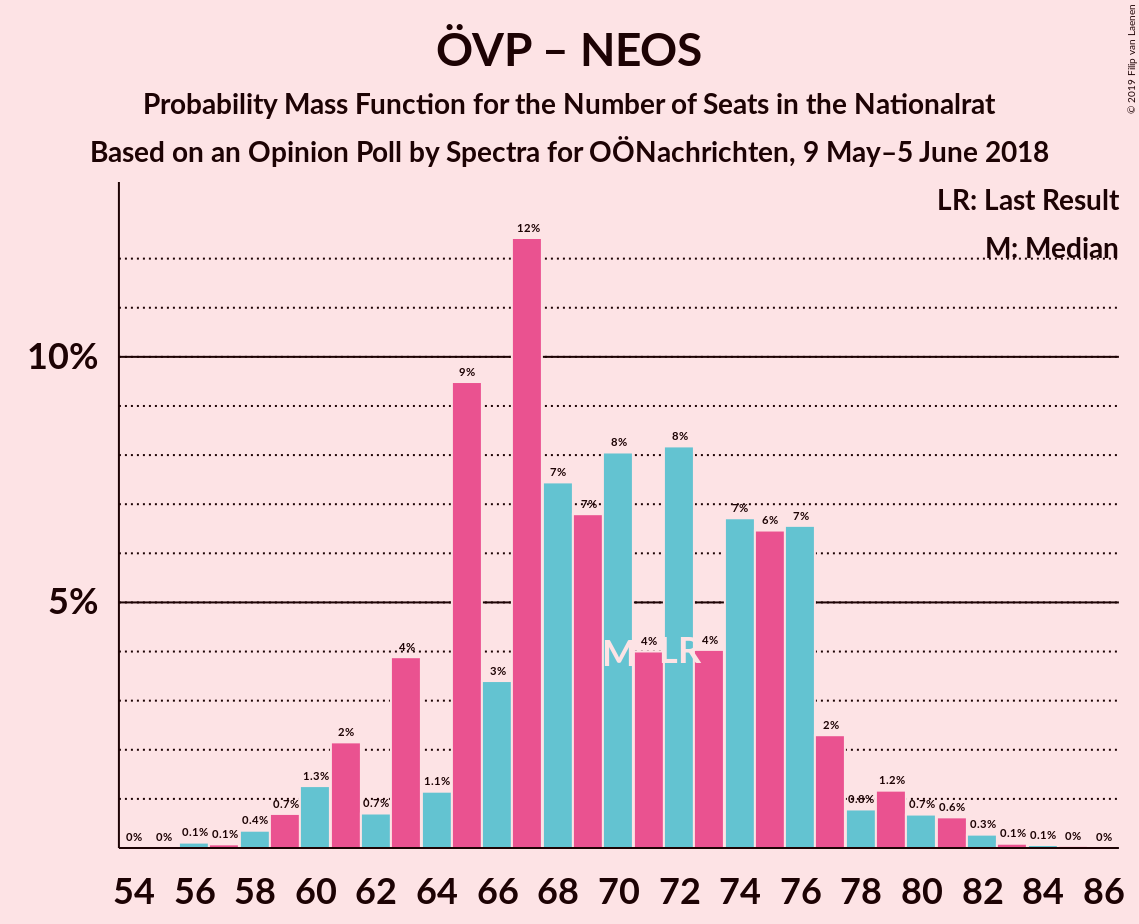 ÖVP – NEOS
Probability Mass Function for the Number of Seats in the Nationalrat
Based on an Opinion Poll by Spectra for OÖNachrichten, 9 May–5 June 2018
© 2019 Filip van Laenen
LR: Last Result
M: Median
10%
5%
0% 0% 0.1% 0.1% 0.4% 0.7% 1.3% 2% 0.7% 4% 1.1% 9% 3% 12% 7% 7% 8% 4% 8% 4% 7% 6% 7% 2% 0.8% 1.2% 0.7% 0.6% 0.3% 0.1% 0.1% 0% 0%
M LR
54 56 58 60 62 64 66 68 70 72 74 76 78 80 82 84 86